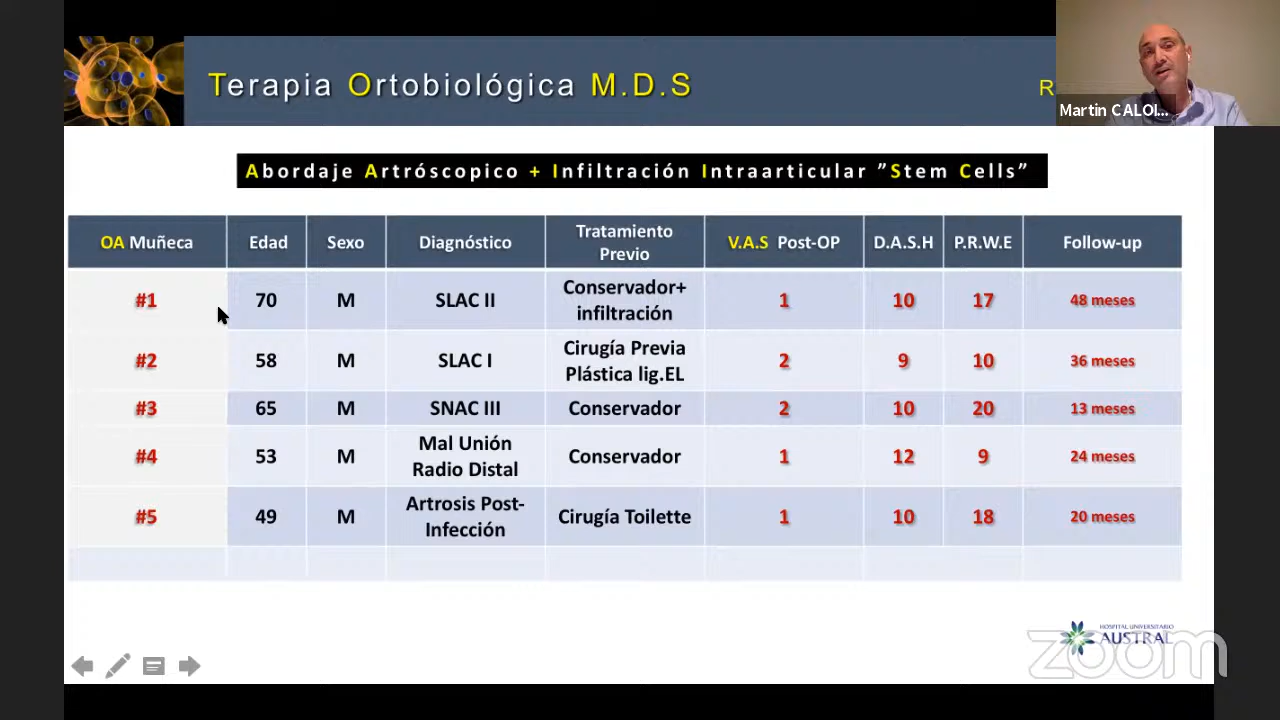 Terapia Ortobiológica M.D.S
R
Martin CALOI...
Abordaje Artróscopico + Infiltración Intraarticular ”Stem Cells”
OA Muñeca Edad Sexo Diagnóstico Tratamiento Previo V.A.S Post-OP D.A.S.H P.R.W.E Follow-up
#1 70 M SLAC II Conservador+ infiltración 1 10 17 48 meses
#2 58 M SLAC I Cirugía Previa Plástica lig.EL 2 9 10 36 meses
#3 65 M SNAC III Conservador 2 10 20 13 meses
#4 53 M Mal Unión Radio Distal Conservador 1 12 9 24 meses
#5 49 M Artrosis Post-Infección Cirugía Toilette 1 10 18 20 meses
HOSPITAL UNIVERSITARIO
AUSTRAL
zoom